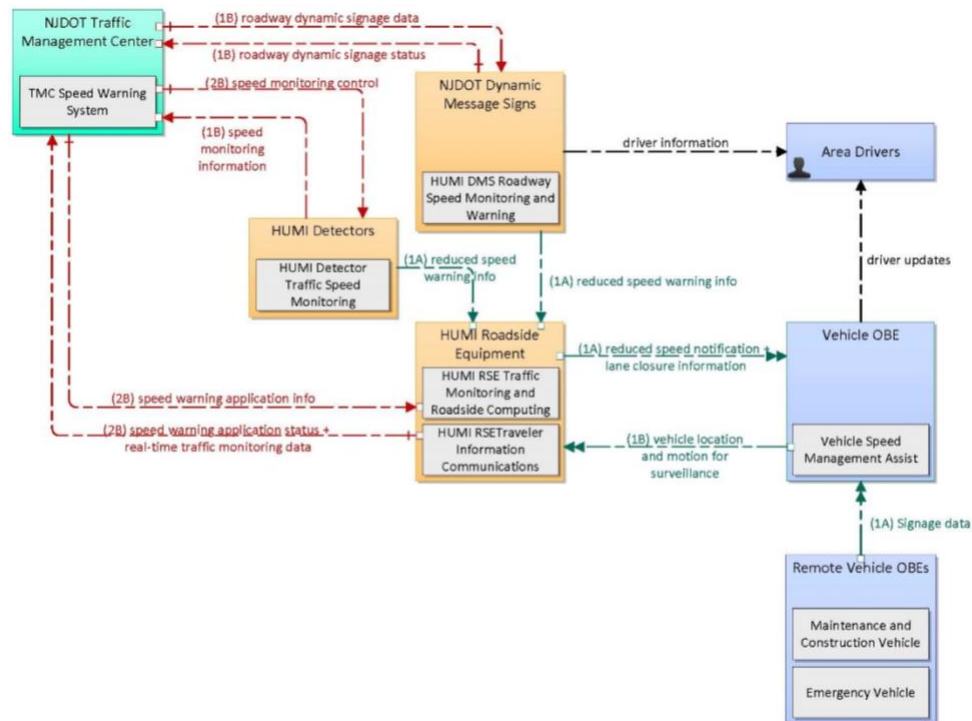 NJDOT Traffic
Management Center
TMC Speed Warning
System
(1B) roadway dynamic signage data
(1B) roadway dynamic signage status
(2B) speed monitoring control
(1B) speed
monitoring
information
NJDOT Dynamic
Message Signs
HUMI DMS Roadway
Speed Monitoring and
Warning
driver information
Area Drivers
HUMI Detectors
HUMI Detector
Traffic Speed
Monitoring
(1A) reduced speed
warning info
(1A) reduced speed warning info
driver updates
HUMI Roadside
Equipment
HUMI RSE Traffic
Monitoring and
Roadside Computing
HUMI RSETraveler
Information
Communications
(1A) reduced speed notification +
lane closure information
Vehicle OBE
Vehicle Speed
Management Assist
(2B) speed warning application info
(2B) speed warning application status +
real-time traffic monitoring data
(1B) vehicle location
and motion for
surveillance
(1A) Signage data
Remote Vehicle OBEs
Maintenance and
Construction Vehicle
Emergency Vehicle